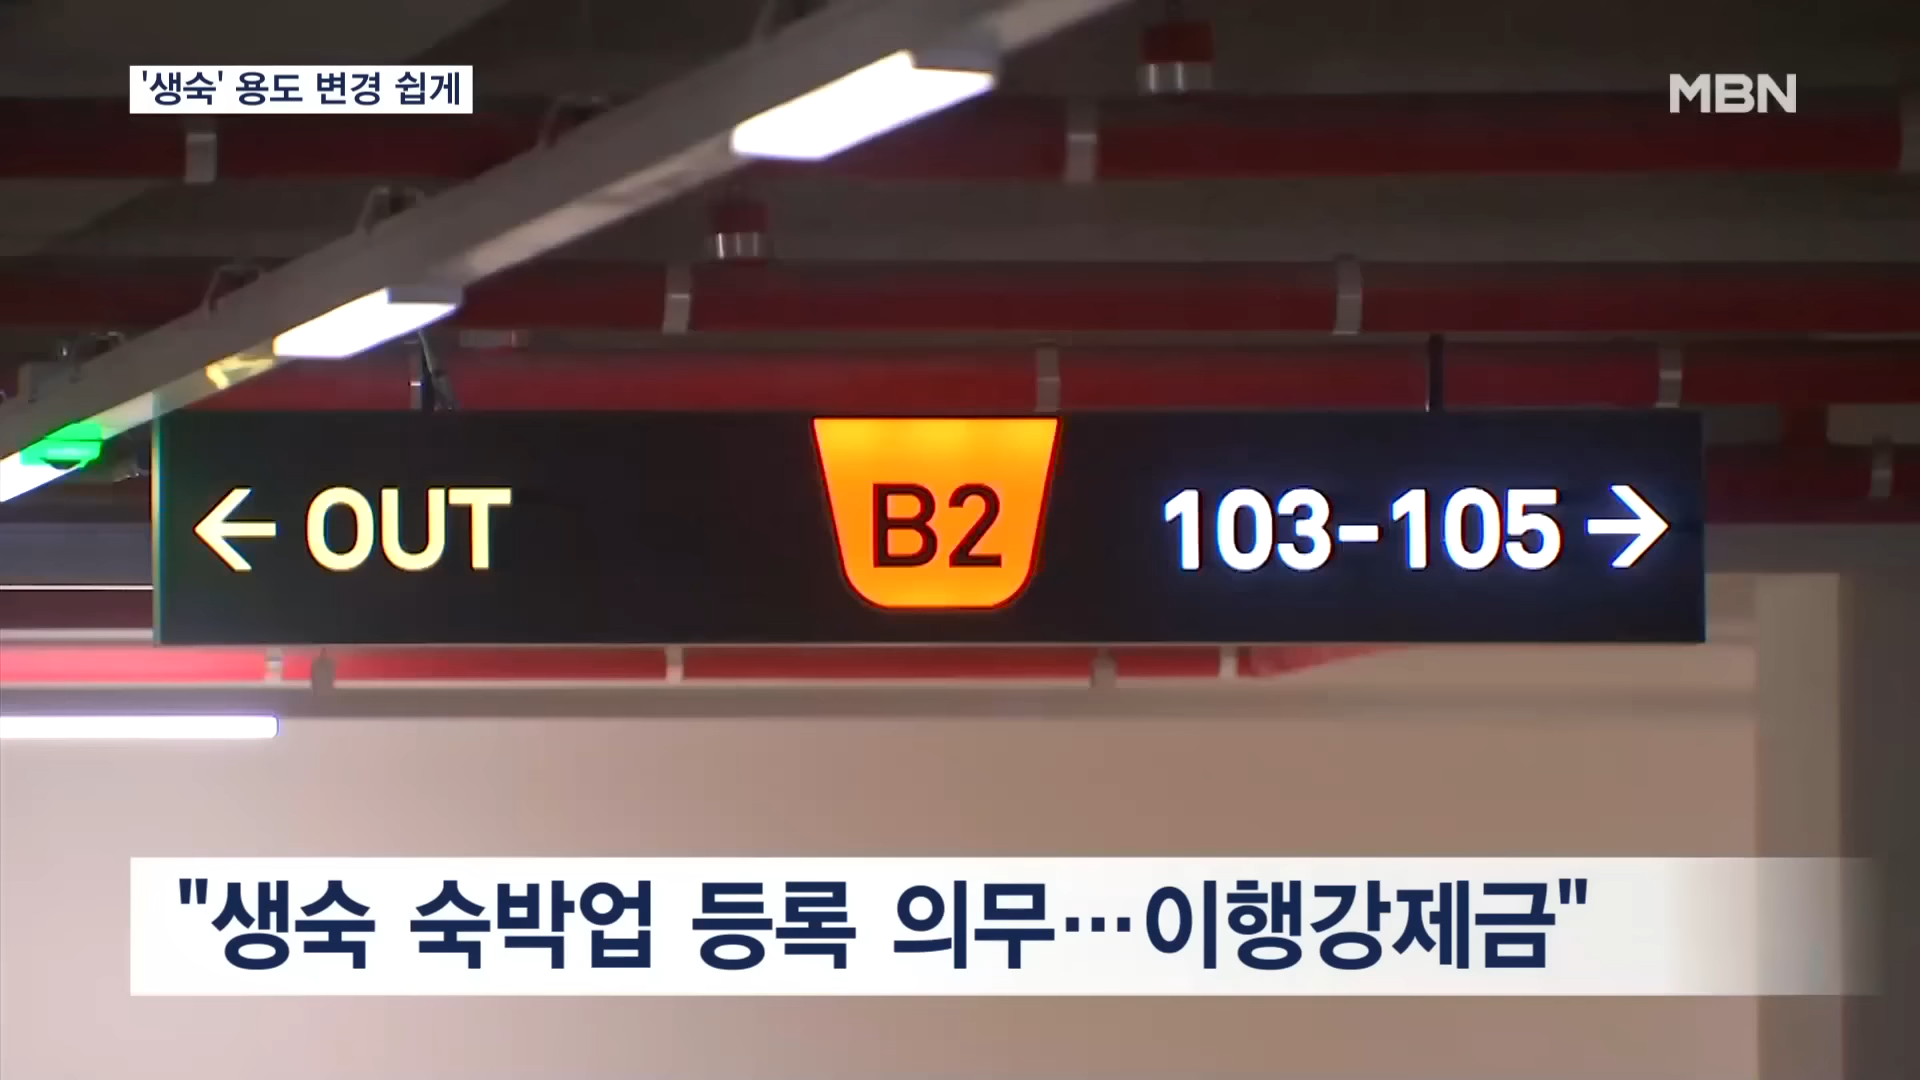 '생숙' 용도 변경 쉽게
MBN
← OUT
B2
103-105 →
"생숙 숙박업 등록 의무…이행강제금"